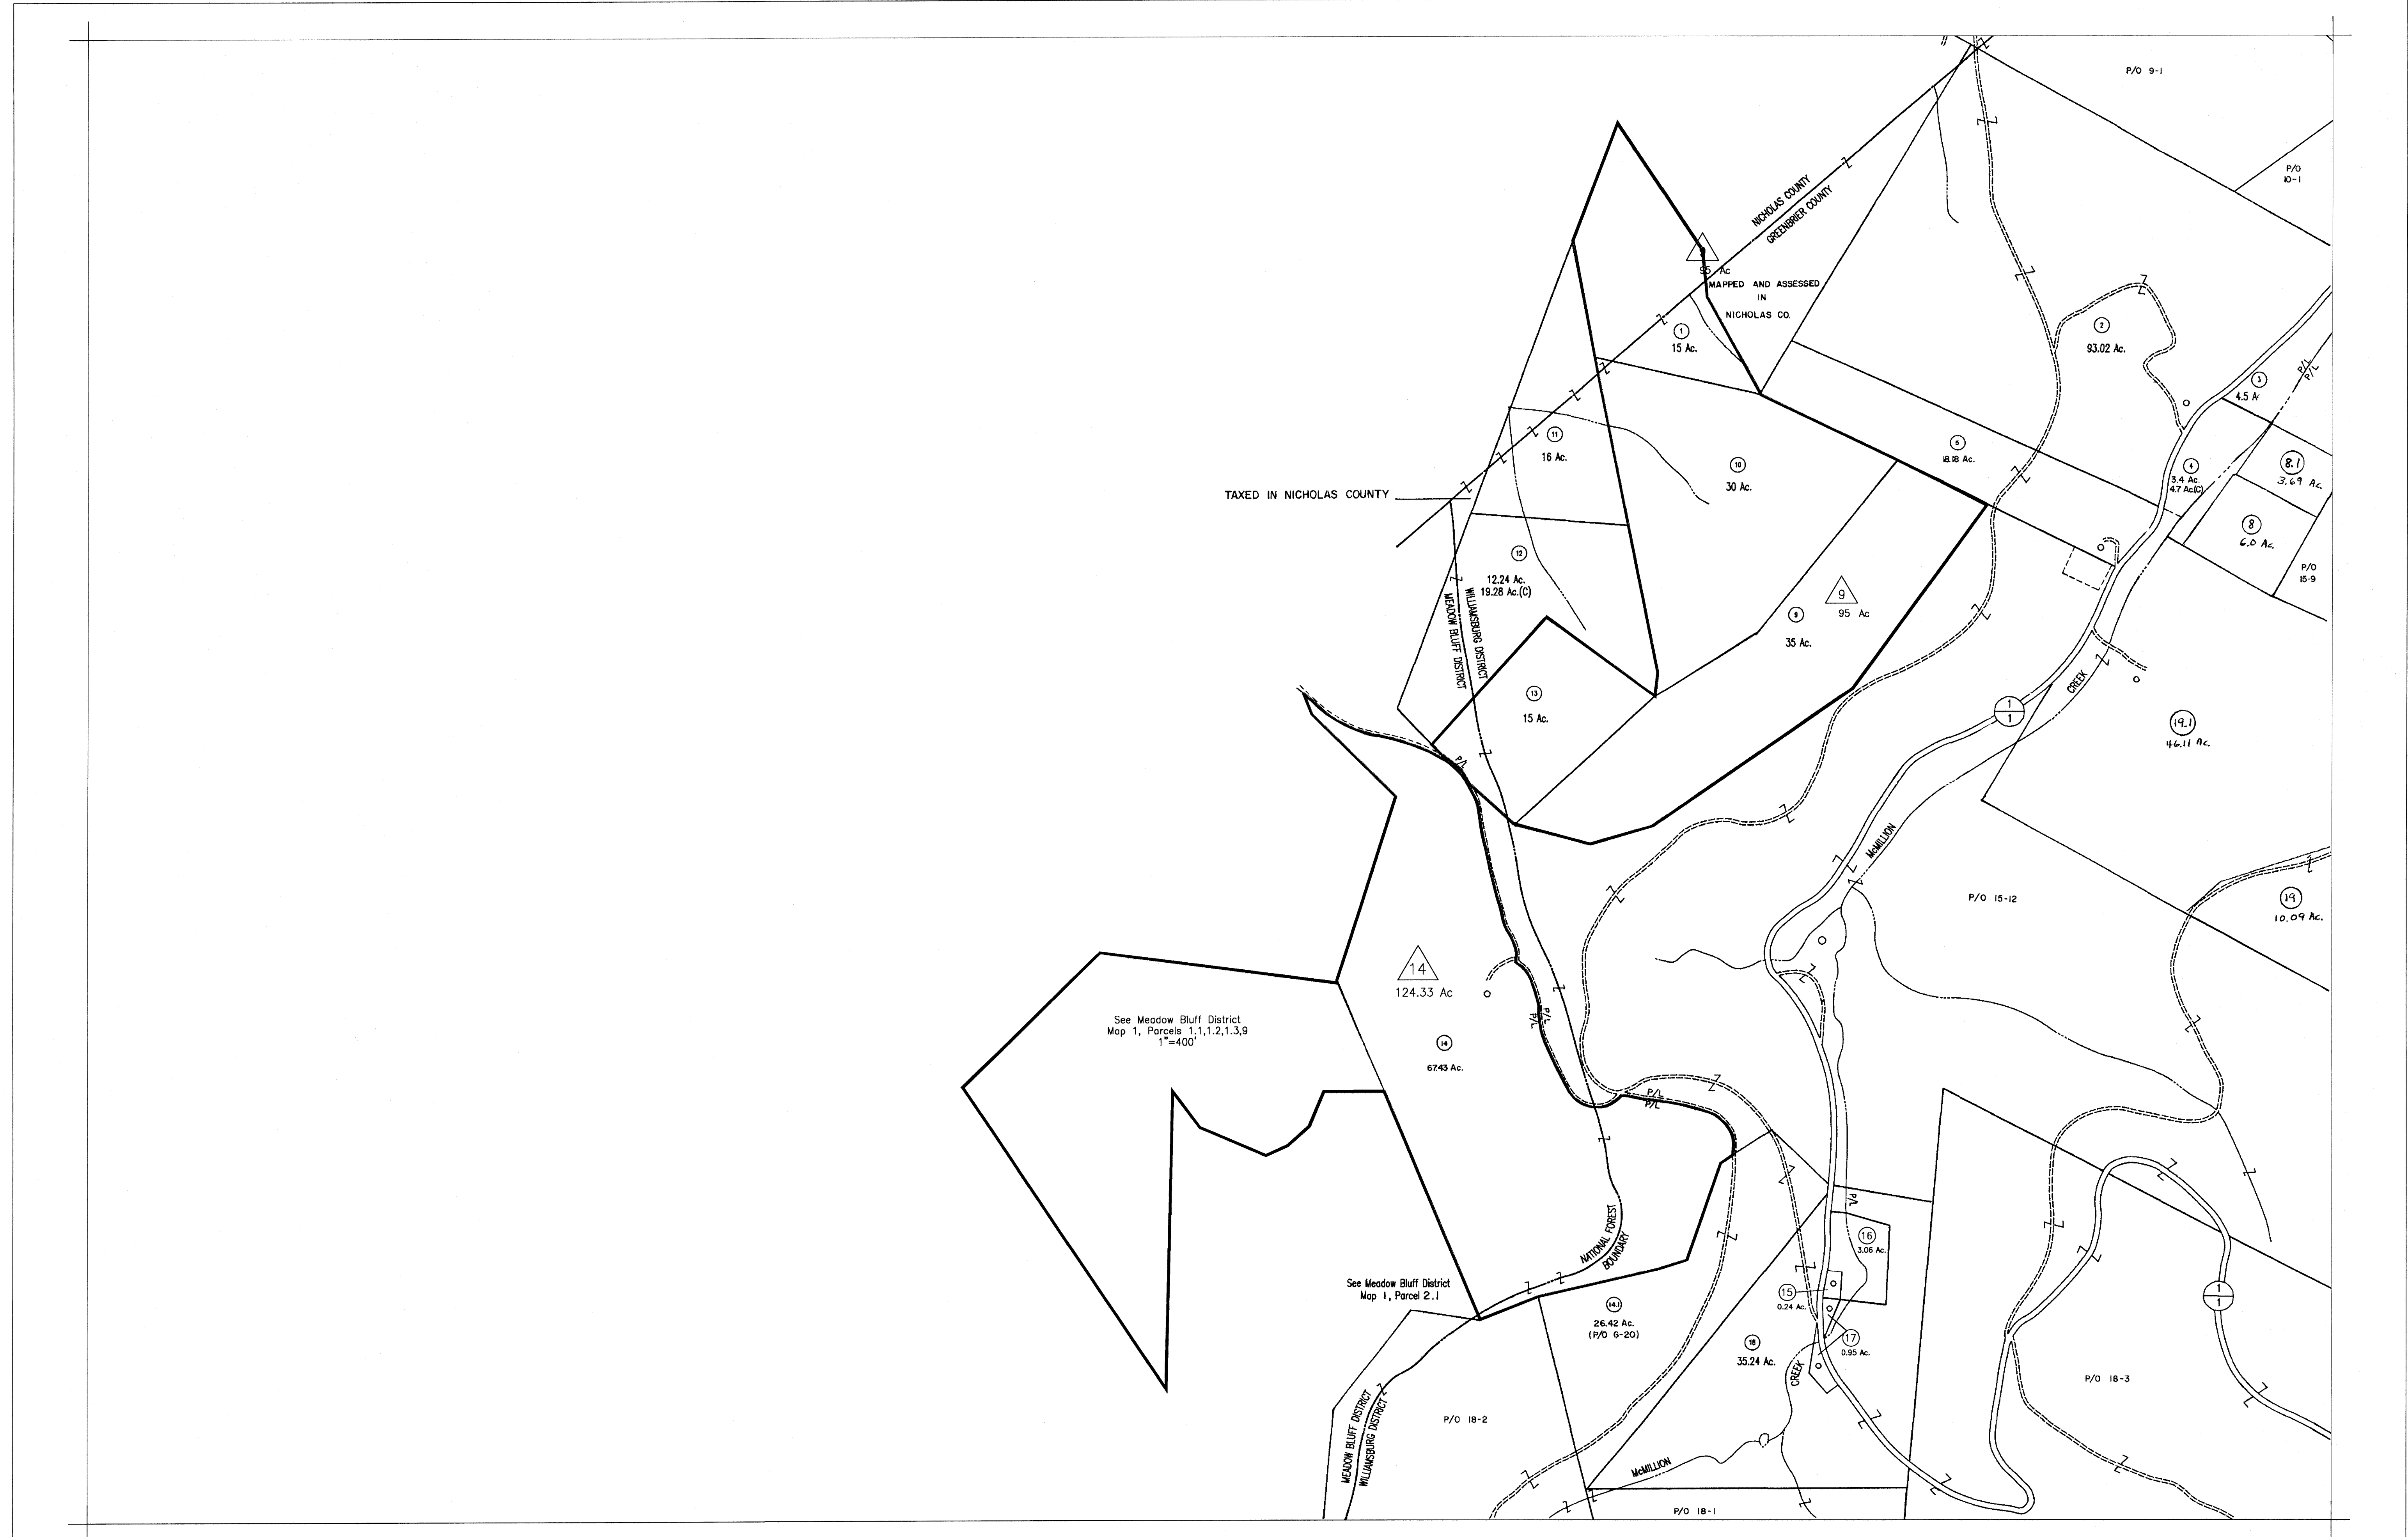 P/O 9-1
P/O
10-1
NICHOLAS COUNTY
GREENBRIER COUNTY
95 Ac
MAPPED AND ASSESSED
IN
NICHOLAS CO.
1
15 Ac.
2
93.02 Ac.
P/L
P/L
3
4.5 A
11
16 Ac.
10
30 Ac.
5
18.18 Ac.
4
3.4 Ac.
4.7 Ac.(C)
8.1
3.69 Ac.
8
6.0 Ac.
P/O
15-9
TAXED IN NICHOLAS COUNTY
12
12.24 Ac.
19.28 Ac.(C)
WILLIAMSBURG DISTRICT
MEADOW BLUFF DISTRICT
9
95 Ac
9
35 Ac.
13
15 Ac.
P/L
CREEK
1
1
19.1
46.11 Ac.
McMILLION
P/O 15-12
19
10.09 Ac.
14
124.33 Ac
See Meadow Bluff District
Map 1, Parcels 1.1,1.2,1.3,9
1"=400'
P/L
P/L
14
67.43 Ac.
P/L
P/L
P/L
NATIONAL FOREST
BOUNDARY
16
3.06 Ac.
See Meadow Bluff District
Map 1, Parcel 2.1
15
0.24 Ac.
14.1
26.42 Ac.
(P/O G-20)
17
0.95 Ac.
18
35.24 Ac.
CREEK
1
1
P/O 18-3
MEADOW BLUFF DISTRICT
WILLIAMSBURG DISTRICT
P/O 18-2
McMILLION
P/O 18-1